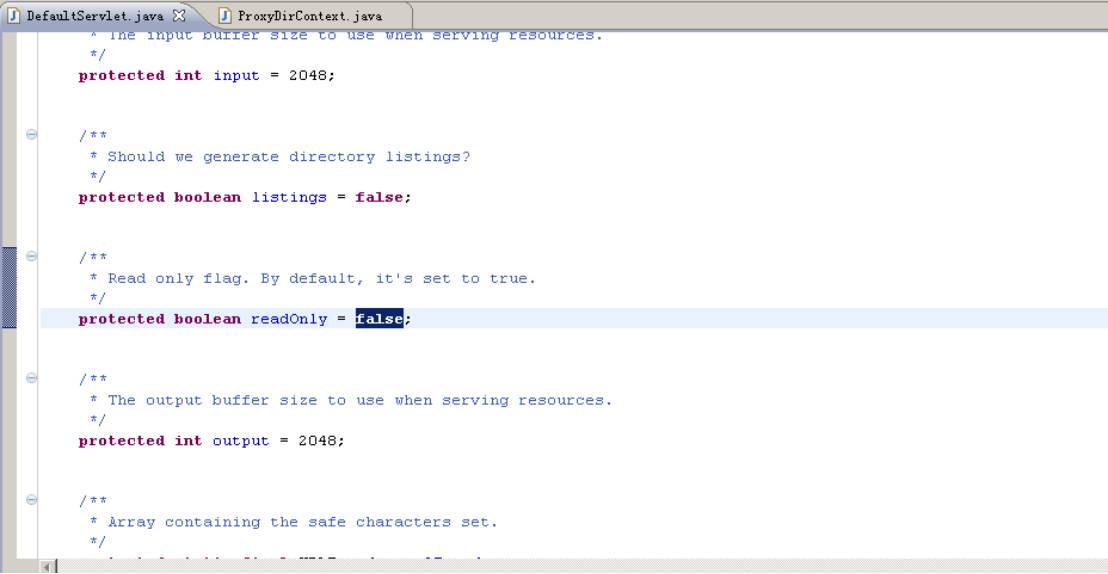 DefaultServlet.java ProxyDirContext.java
* The input buffer size to use when serving resources.
*/
protected int input = 2048;
/**
* Should we generate directory listings?
*/
protected boolean listings = false;
/**
* Read only flag. By default, it's set to true.
*/
protected boolean readOnly = false;
/**
* The output buffer size to use when serving resources.
*/
protected int output = 2048;
/**
* Array containing the safe characters set.
*/